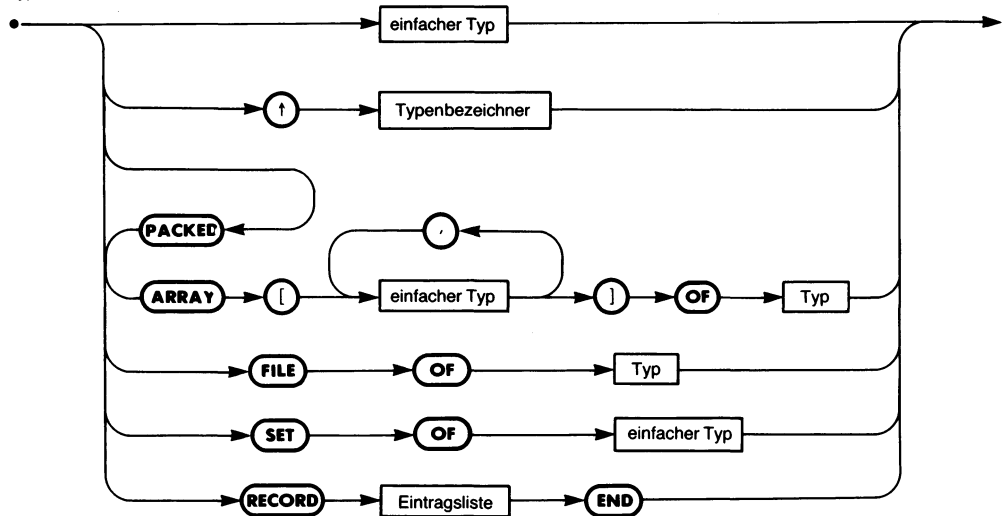 einfacher Typ
↑ Typenbezeichner
,
PACKED
ARRAY [ einfacher Typ ] OF Typ
FILE OF Typ
SET OF einfacher Typ
RECORD Eintragsliste END